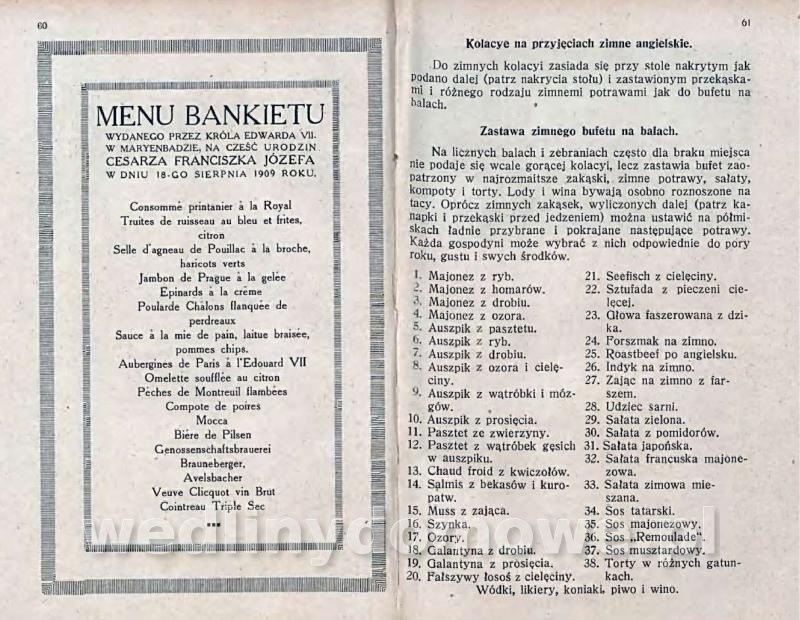 60
MENU BANKIETU
WYDANEGO PRZEZ KRÓLA EDWARDA VII.
W MARYENBADZIE, NA CZEŚĆ URODZIN
CESARZA FRANCISZKA JÓZEFA
W DNIU 18-GO SIERPNIA 1909 ROKU.
Consommé printanier à la Royal
Truites de ruisseau au bleu et frites,
citron
Selle d'agneau de Pouillac à la broche,
haricots verts
Jambon de Prague à la gelée
Epinards à la crème
Poularde Châlons flanquée de
perdreaux
Sauce à la mie de pain, laitue braisée,
pommes chips.
Aubergines de Paris à l'Edouard VII
Omelette soufflée au citron
Pêches de Montreuil flambées
Compote de poires
Mocca
Bière de Pilsen
Genossenschaftsbrauerei
Brauneberger,
Avelsbacher
Veuve Clicquot vin Brut
Cointreau Triple Sec
***
61
Kolacye na przyjęciach zimne angielskie.
Do zimnych kolacyi zasiada się przy stole nakrytym jak
podano dalej (patrz nakrycia stołu) i zastawionym przekąska-
mi i różnego rodzaju zimnemi potrawami jak do bufetu na
balach.
Zastawa zimnego bufetu na balach.
Na licznych balach i zebraniach często dla braku miejsca
nie podaje się wcale gorącej kolacyi, lecz zastawia bufet zao-
patrzony w najrozmaitsze zakąski, zimne potrawy, sałaty,
kompoty i torty. Lody i wina bywają osobno roznoszone na
tacy. Oprócz zimnych zakąsek, wyliczonych dalej (patrz ka-
napki i przekąski przed jedzeniem) można ustawić na półmi-
skach ładnie przybrane i pokrajane następujące potrawy.
Każda gospodyni może wybrać z nich odpowiednie do pory
roku, gustu i swych środków.
1. Majonez z ryb.
2. Majonez z homarów.
3. Majonez z drobiu.
4. Majonez z ozora.
5. Auszpik z pasztetu.
6. Auszpik z ryb.
7. Auszpik z drobiu.
8. Auszpik z ozora i cielę-
ciny.
9. Auszpik z wątróbki i móz-
gów.
10. Auszpik z prosięcia.
11. Pasztet ze zwierzyny.
12. Pasztet z wątróbek gęsich
w auszpiku.
13. Chaud froid z kwiczołów.
14. Salmis z bekasów i kuro-
patw.
15. Muss z zająca.
16. Szynka.
17. Ozory.
18. Galantyna z drobiu.
19. Galantyna z prosięcia.
20. Fałszywy łosoś z cielęciny.
21. Seefisch z cielęciny.
22. Sztufada z pieczeni cie-
lęcej.
23. Głowa faszerowana z dzi-
ka.
24. Forszmak na zimno.
25. Roastbeef po angielsku.
26. Indyk na zimno.
27. Zając na zimno z far-
szem.
28. Udziec sarni.
29. Sałata zielona.
30. Sałata z pomidorów.
31. Sałata japońska.
32. Sałata francuska majone-
zowa.
33. Sałata zimowa mie-
szana.
34. Sos tatarski.
35. Sos majonezowy.
36. Sos „Remoulade".
37. Sos musztardowy.
38. Torty w różnych gatun-
kach.
Wódki, likiery, koniaki, piwo i wino.